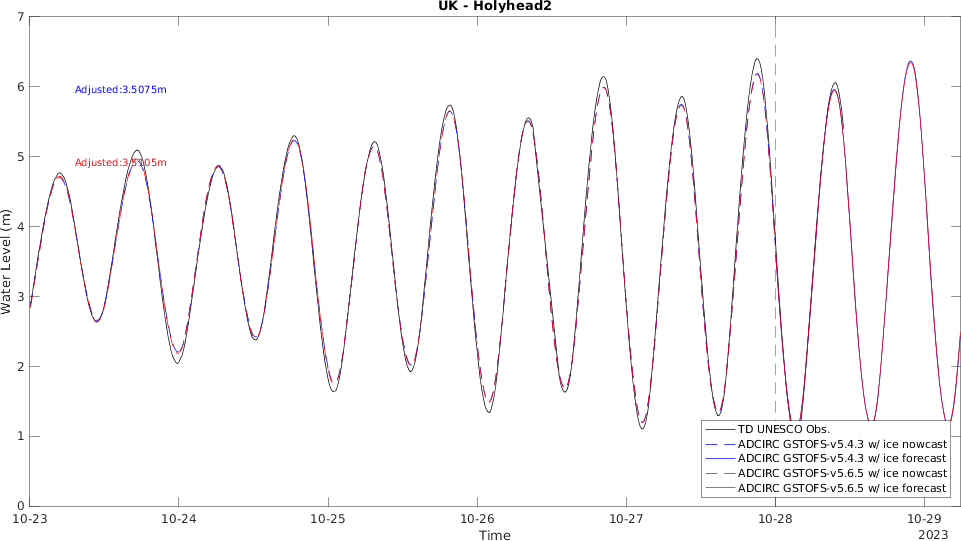 UK - Holyhead2
7
6
5
4
3
2
1
0
Adjusted:3.5075m
Water Level (m)
TD UNESCO Obs.
ADCIRC GSTOFS-v5.4.3 w/ ice nowcast
ADCIRC GSTOFS-v5.4.3 w/ ice forecast
ADCIRC GSTOFS-v5.6.5 w/ ice nowcast
ADCIRC GSTOFS-v5.6.5 w/ ice forecast
10-23 10-24 10-25 10-26 10-27 10-28 10-29
Time
2023